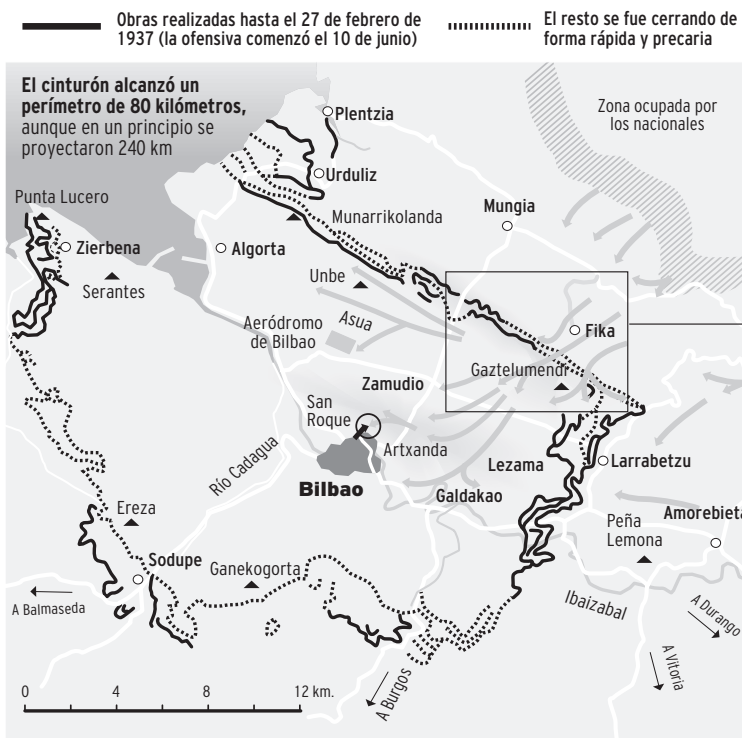 Obras realizadas hasta el 27 de febrero de
1937 (la ofensiva comenzó el 10 de junio)
El resto se fue cerrando de
forma rápida y precaria
El cinturón alcanzó un
perímetro de 80 kilómetros,
aunque en un principio se
proyectaron 240 km
Zona ocupada por
los nacionales
Plentzia
Urduliz
Punta Lucero
Munarrikolanda
Mungia
Zierbena
Algorta
Serantes
Unbe
Asua
Aeródromo
de Bilbao
Fika
Gaztelumendi
Zamudio
San
Roque
Artxanda
Río Cadagua
Lezama
Larrabetzu
Bilbao
Galdakao
Ereza
Peña
Lemona
Amorebieta
Sodupe
Ganekogorta
Ibaizabal
A Balmaseda
A Durango
A Vitoria
A Burgos
0 4 8 12 km.